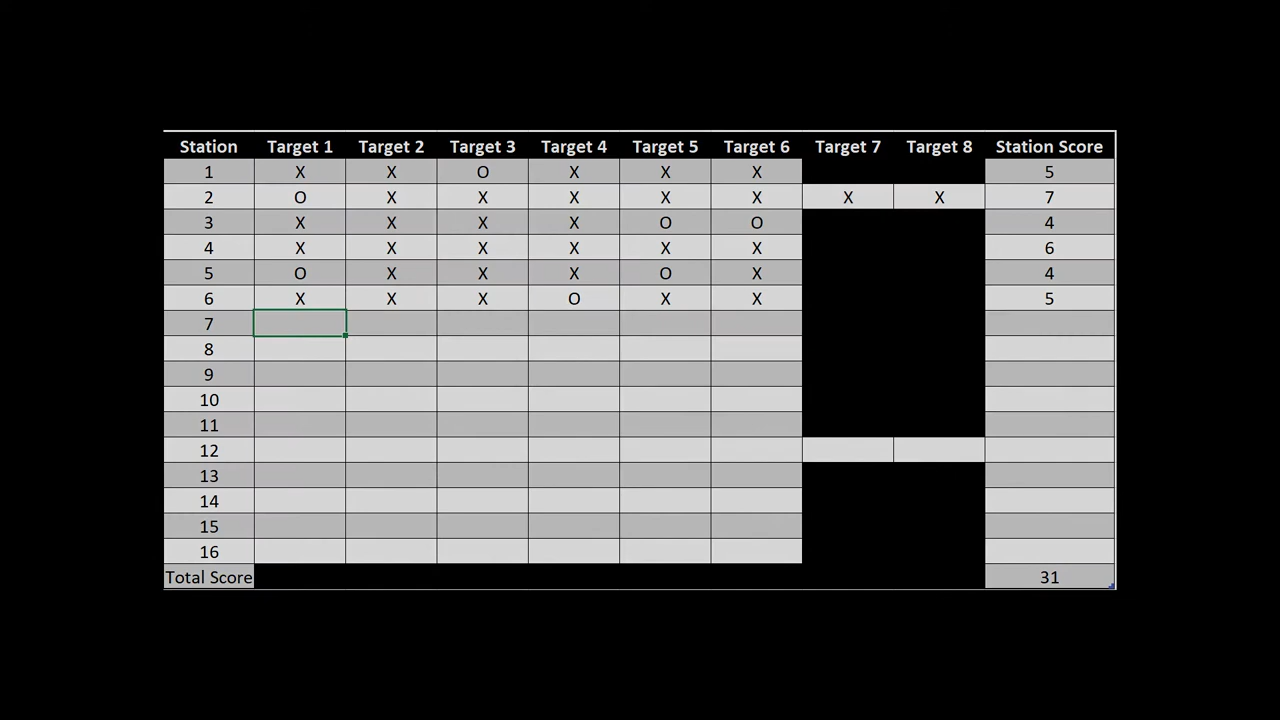 Station Target 1 Target 2 Target 3 Target 4 Target 5 Target 6 Target 7 Target 8 Station Score
1 X X O X X X 5
2 O X X X X X X X 7
3 X X X X O O 4
4 X X X X X X 6
5 O X X X O X 4
6 X X X O X X 5
7
8
9
10
11
12
13
14
15
16
Total Score 31